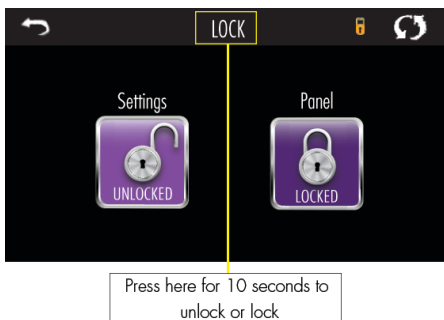 LOCK
Settings
Panel
UNLOCKED
LOCKED
Press here for 10 seconds to
unlock or lock